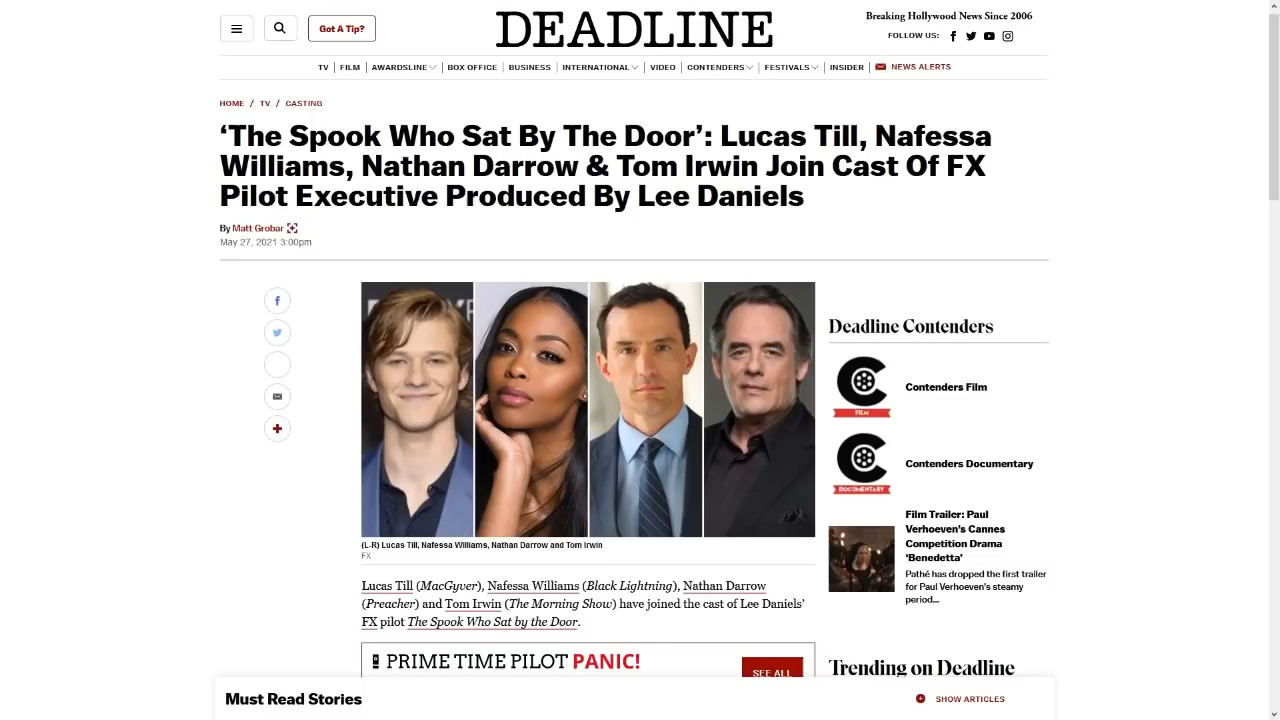 Got A Tip?
DEADLINE
Breaking Hollywood News Since 2006
FOLLOW US:
TV | FILM | AWARDSLINE | BOX OFFICE | BUSINESS | INTERNATIONAL | VIDEO | CONTENDERS | FESTIVALS | INSIDER NEWS ALERTS
HOME / TV / CASTING
‘The Spook Who Sat By The Door’: Lucas Till, Nafessa
Williams, Nathan Darrow & Tom Irwin Join Cast Of FX
Pilot Executive Produced By Lee Daniels
By Matt Grobar
May 27, 2021 3:00pm
(L-R) Lucas Till, Nafessa Williams, Nathan Darrow and Tom Irwin
FX
Lucas Till (MacGyver), Nafessa Williams (Black Lightning), Nathan Darrow
(Preacher) and Tom Irwin (The Morning Show) have joined the cast of Lee Daniels’
FX pilot The Spook Who Sat by the Door.
PRIME TIME PILOT PANIC!
SEE ALL
Deadline Contenders
FILM
Contenders Film
DOCUMENTARY
Contenders Documentary
Film Trailer: Paul
Verhoeven's Cannes
Competition Drama
‘Benedetta’
Pathé has dropped the first trailer
for Paul Verhoeven's steamy
period...
Trending on Deadline
Must Read Stories
SHOW ARTICLES